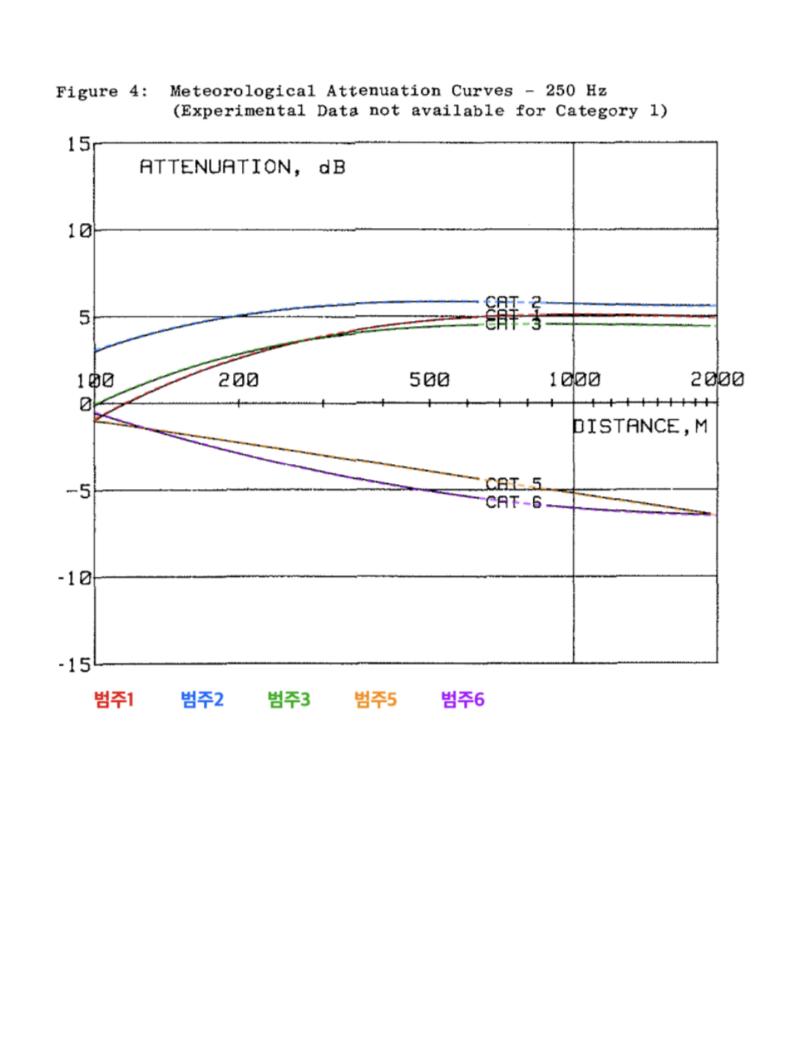 Figure 4: Meteorological Attenuation Curves - 250 Hz
(Experimental Data not available for Category 1)
15
ATTENUATION, dB
10
CAT 2
5
CAT 1
CAT 3
100 200 500 1000 2000
0
DISTANCE, M
-5
CAT 5
CAT 6
-10
-15
범주1 범주2 범주3 범주5 범주6